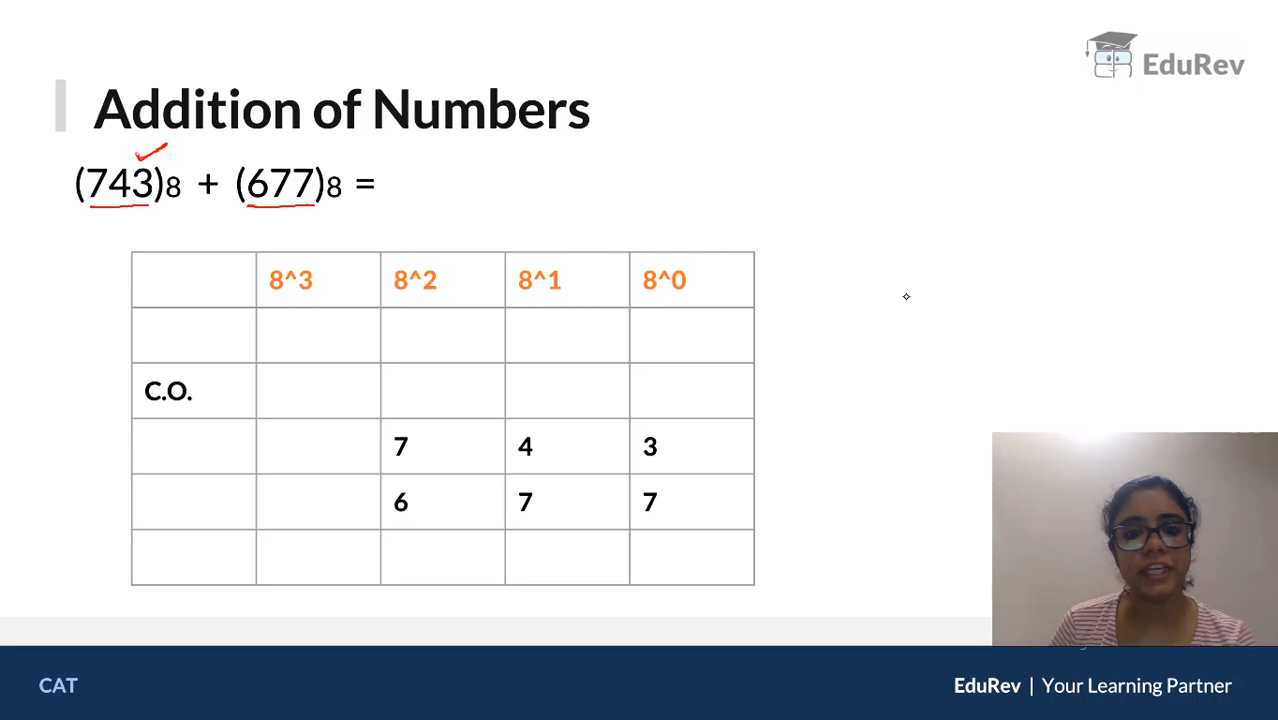 EduRev
Addition of Numbers
(743)8 + (677)8 =
8^3 8^2 8^1 8^0
C.O.
7 4 3
6 7 7
CAT
EduRev | Your Learning Partner